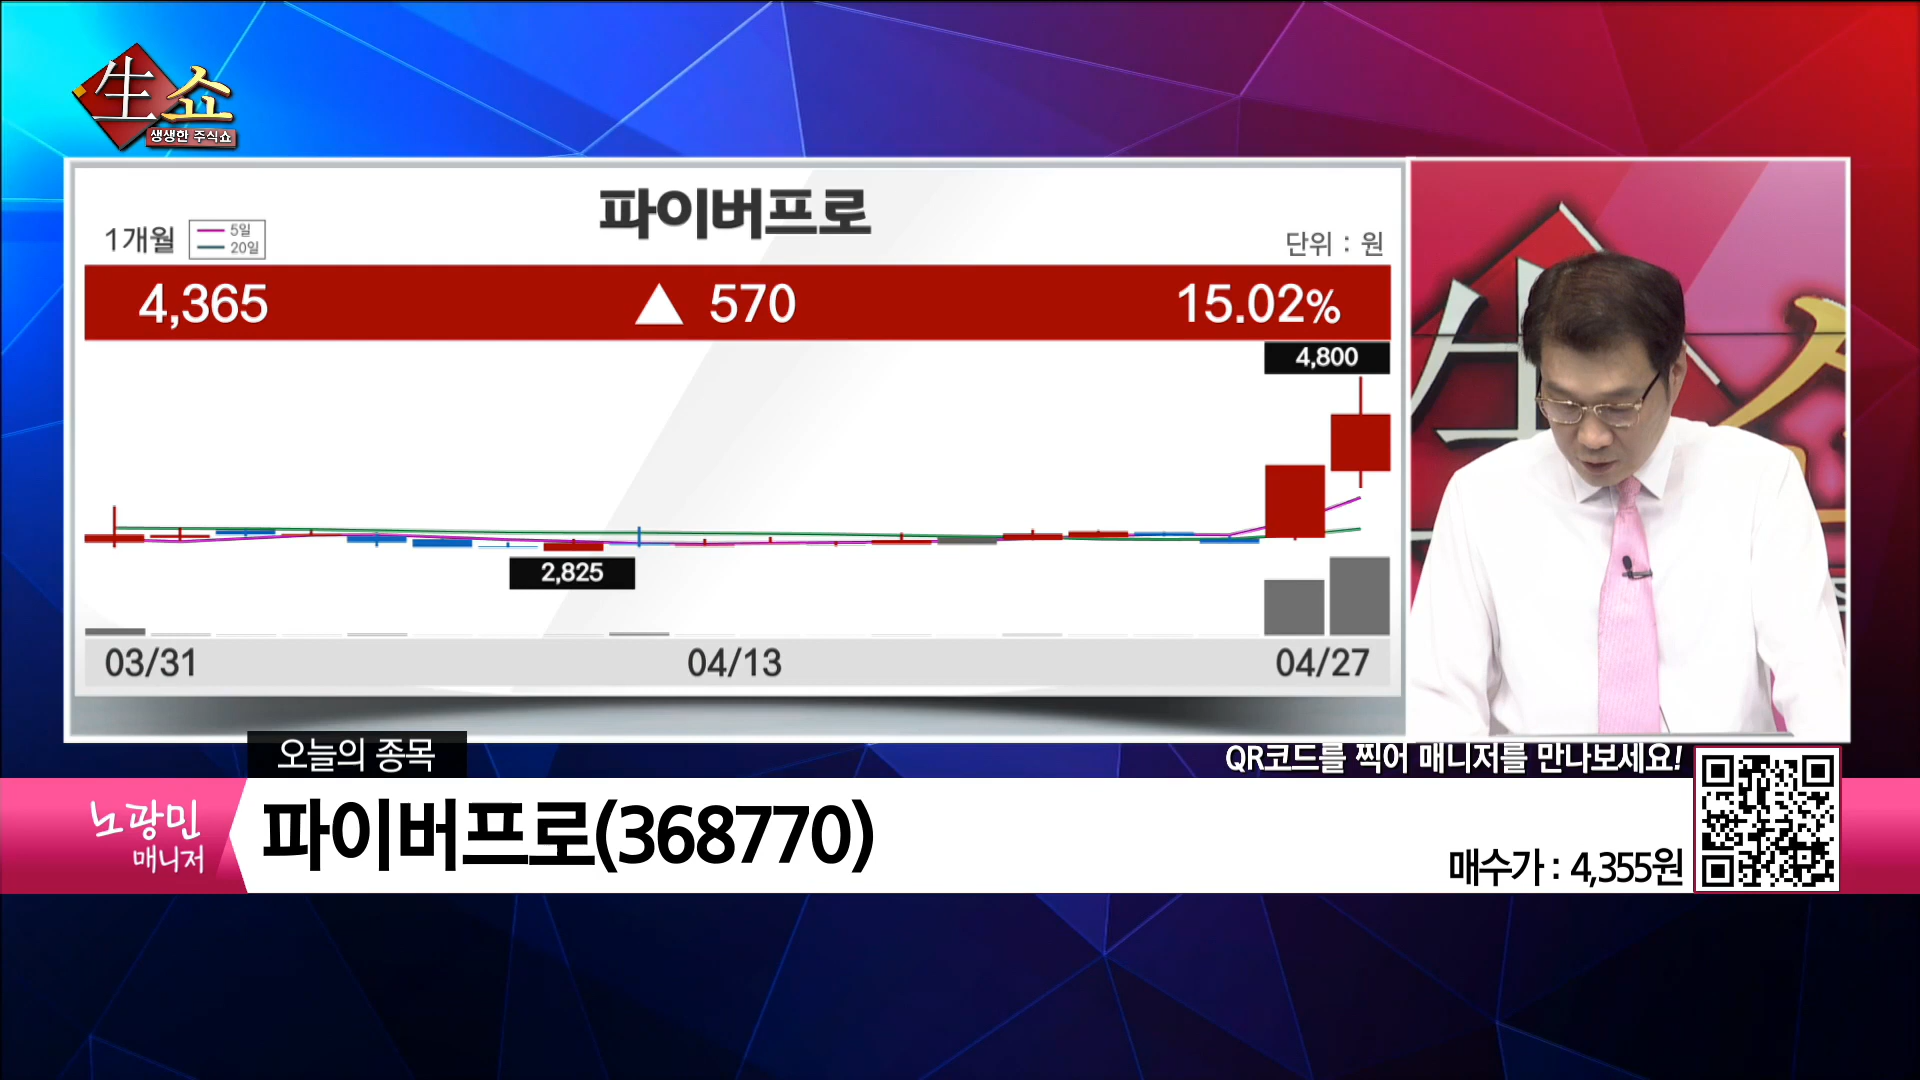 生쇼
생생한 주식쇼
파이버프로
1개월
5일
20일
단위 : 원
4,365 ▲ 570 15.02%
4,800
2,825
03/31 04/13 04/27
오늘의 종목
QR코드를 찍어 매니저를 만나보세요!
노광민
매니저
파이버프로(368770)
매수가 : 4,355원